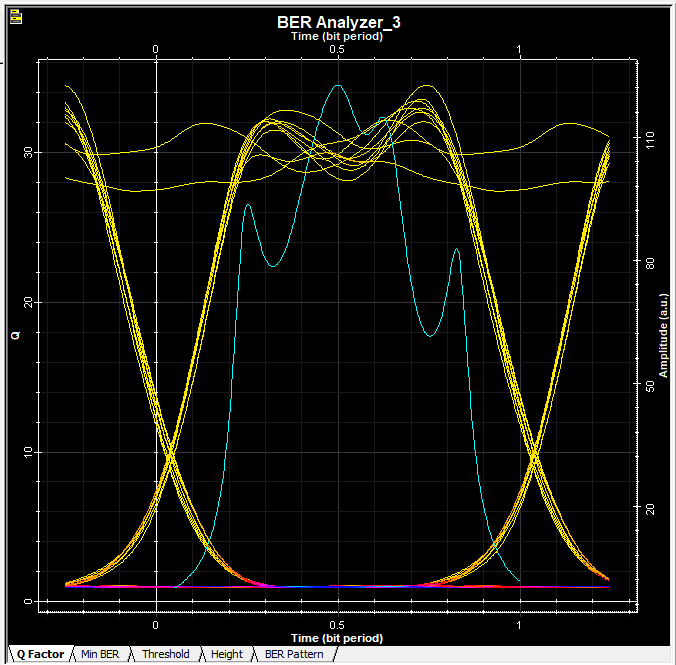 BER Analyzer_3
Time (bit period)
0 0.5 1
30
20
10
0
Q
110
80
50
20
Amplitude (a.u.)
0 0.5 1
Time (bit period)
Q Factor Min BER Threshold Height BER Pattern